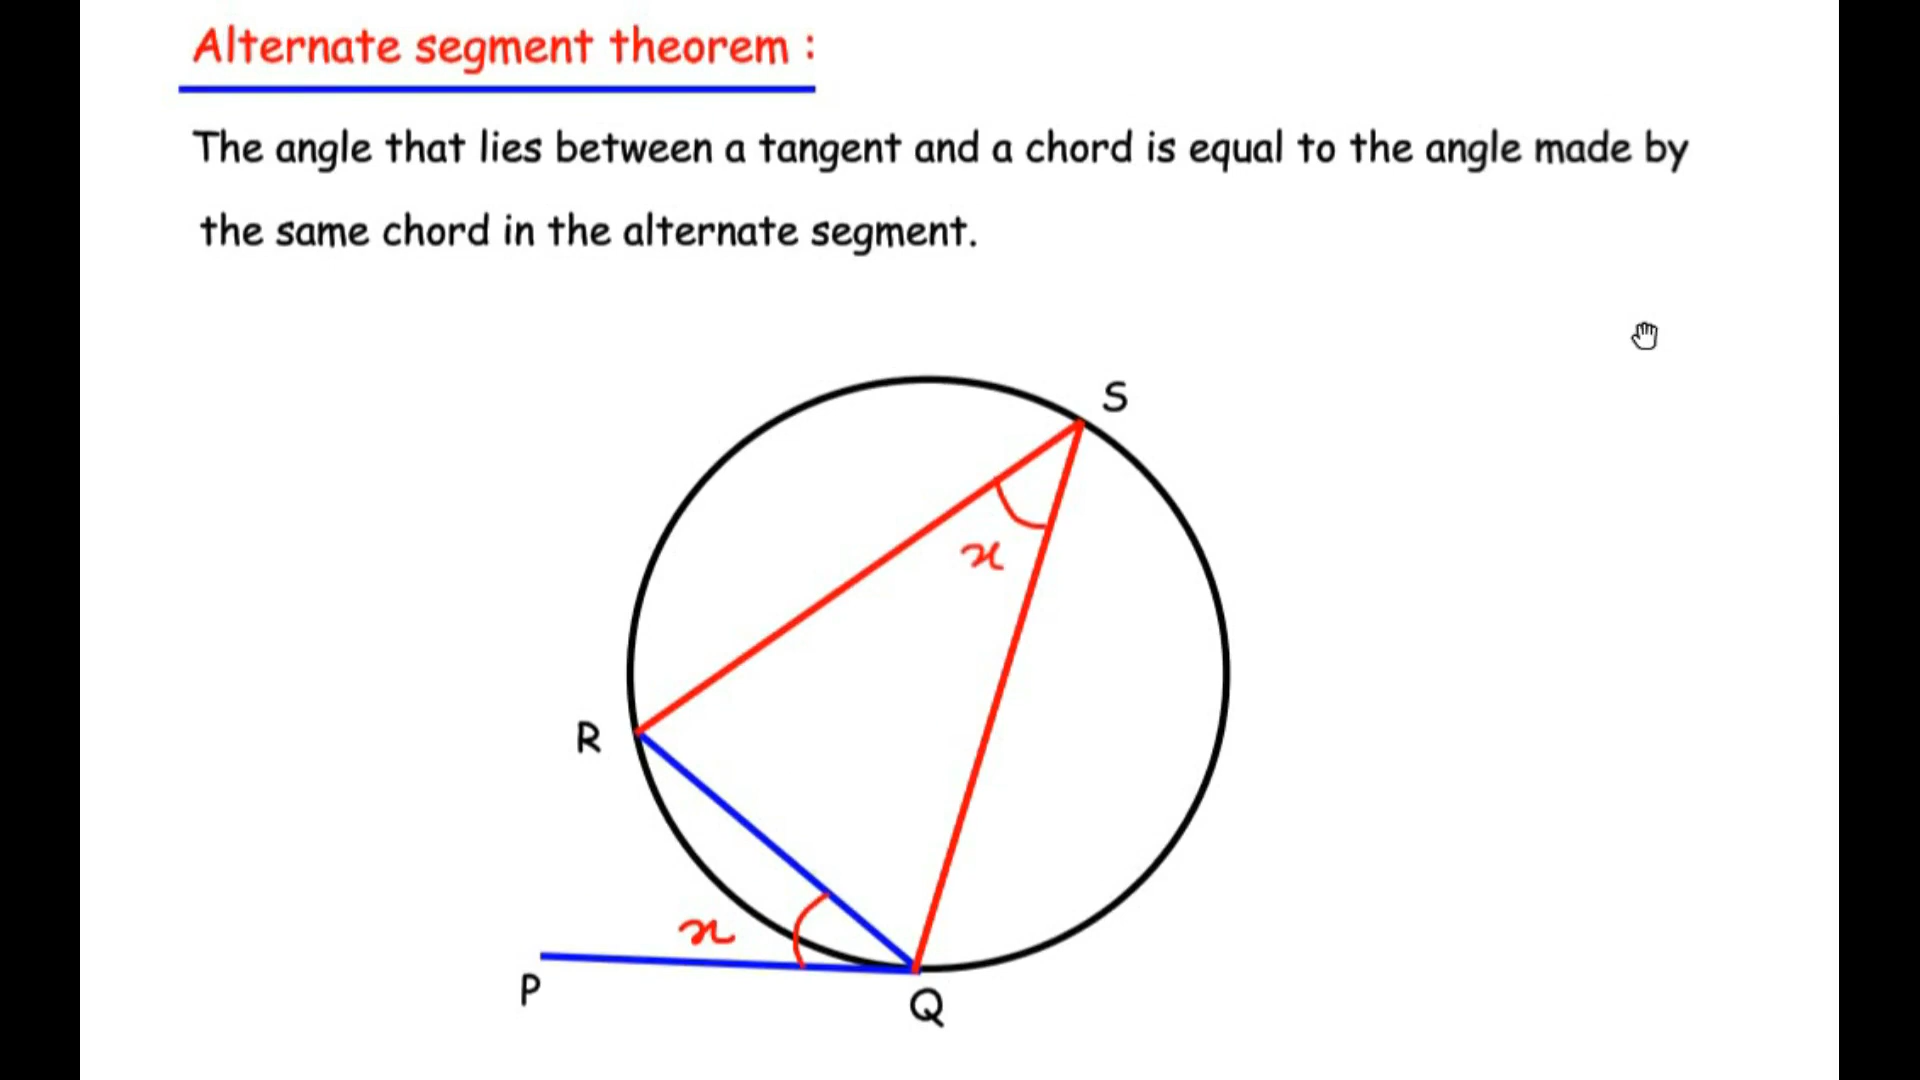 Alternate segment theorem :
The angle that lies between a tangent and a chord is equal to the angle made by
the same chord in the alternate segment.
S
x
R
x
P
Q